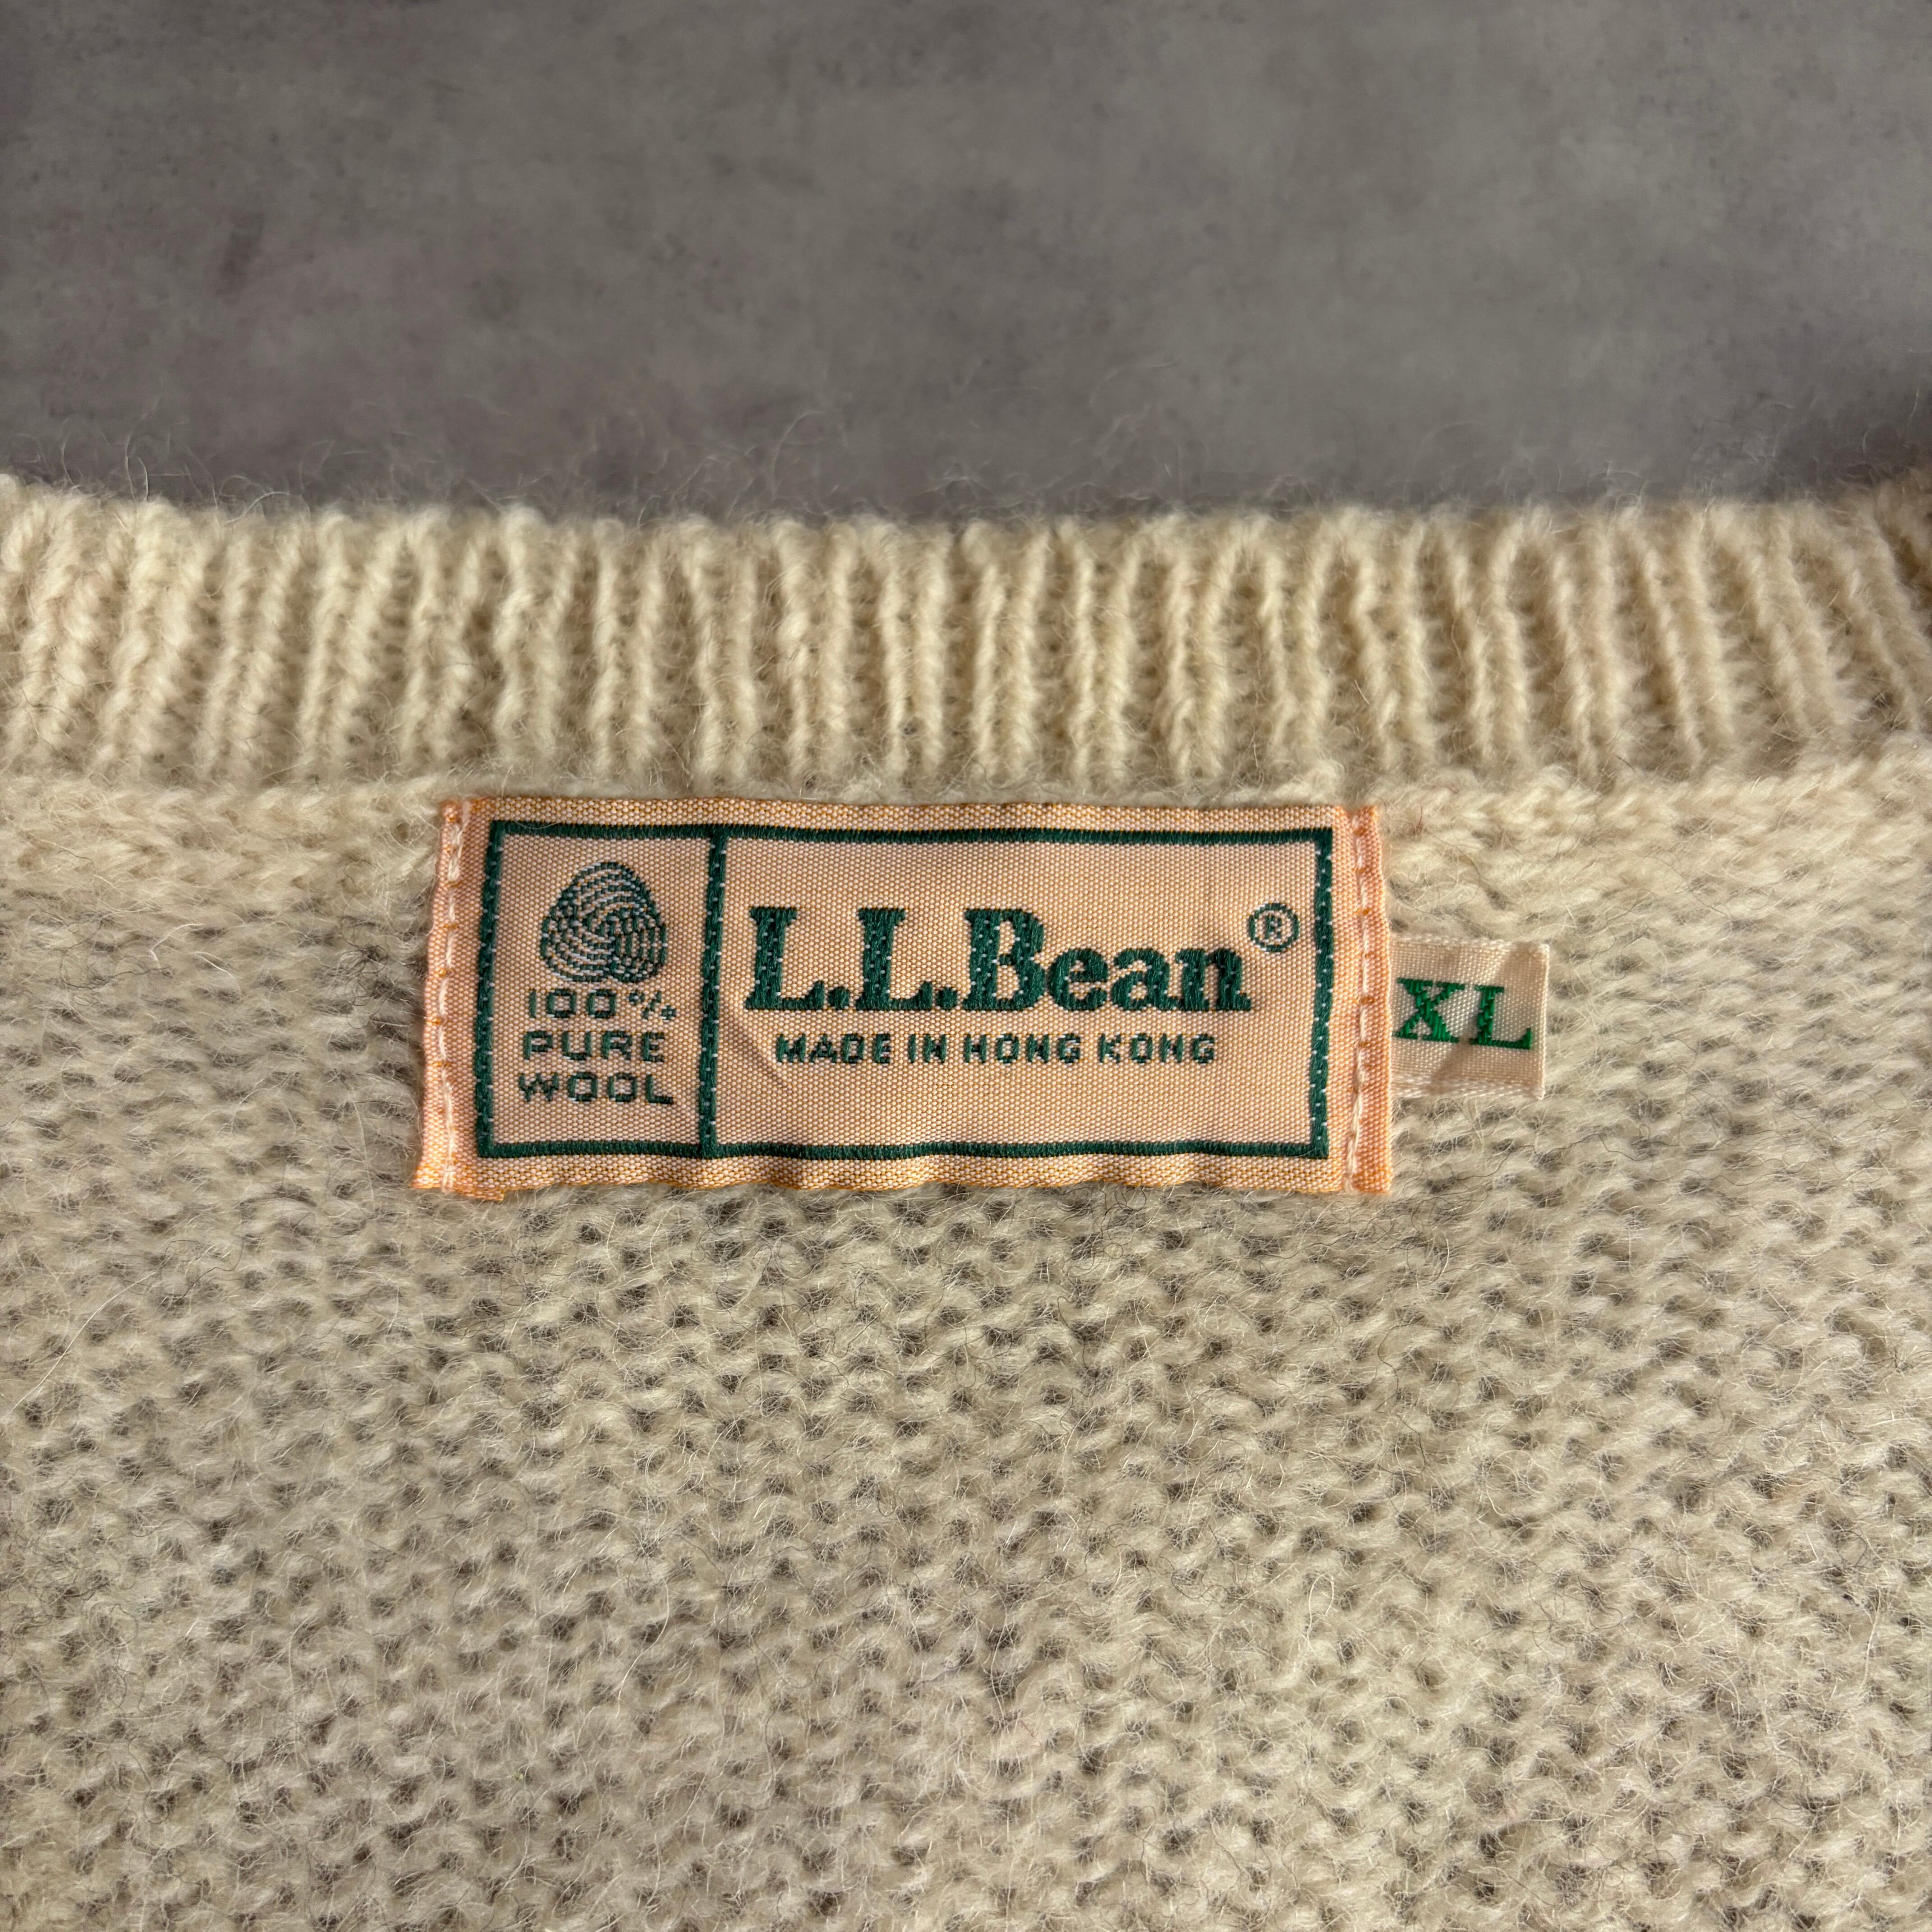 100%
PURE
WOOL
L.L.Bean®
MADE IN HONG KONG
XL